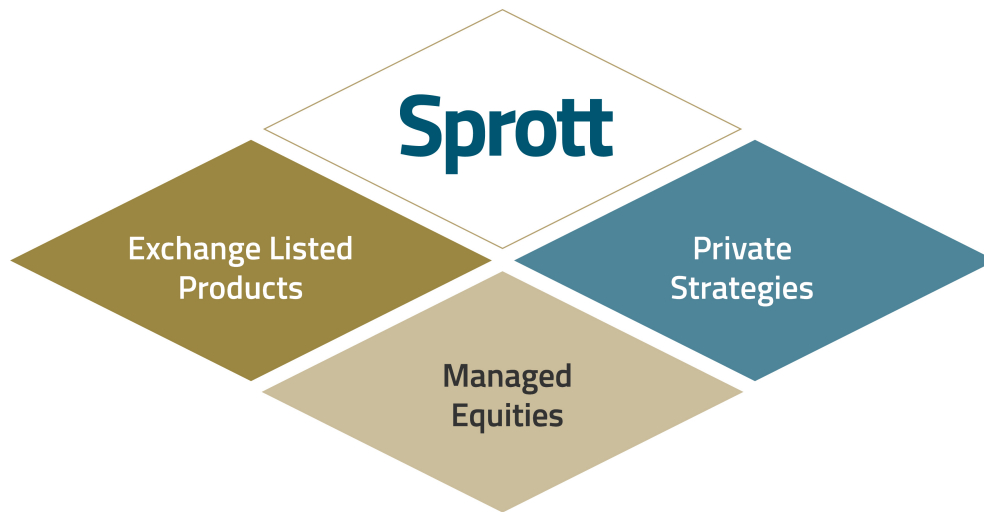 Sprott
Exchange Listed
Products
Private
Strategies
Managed
Equities